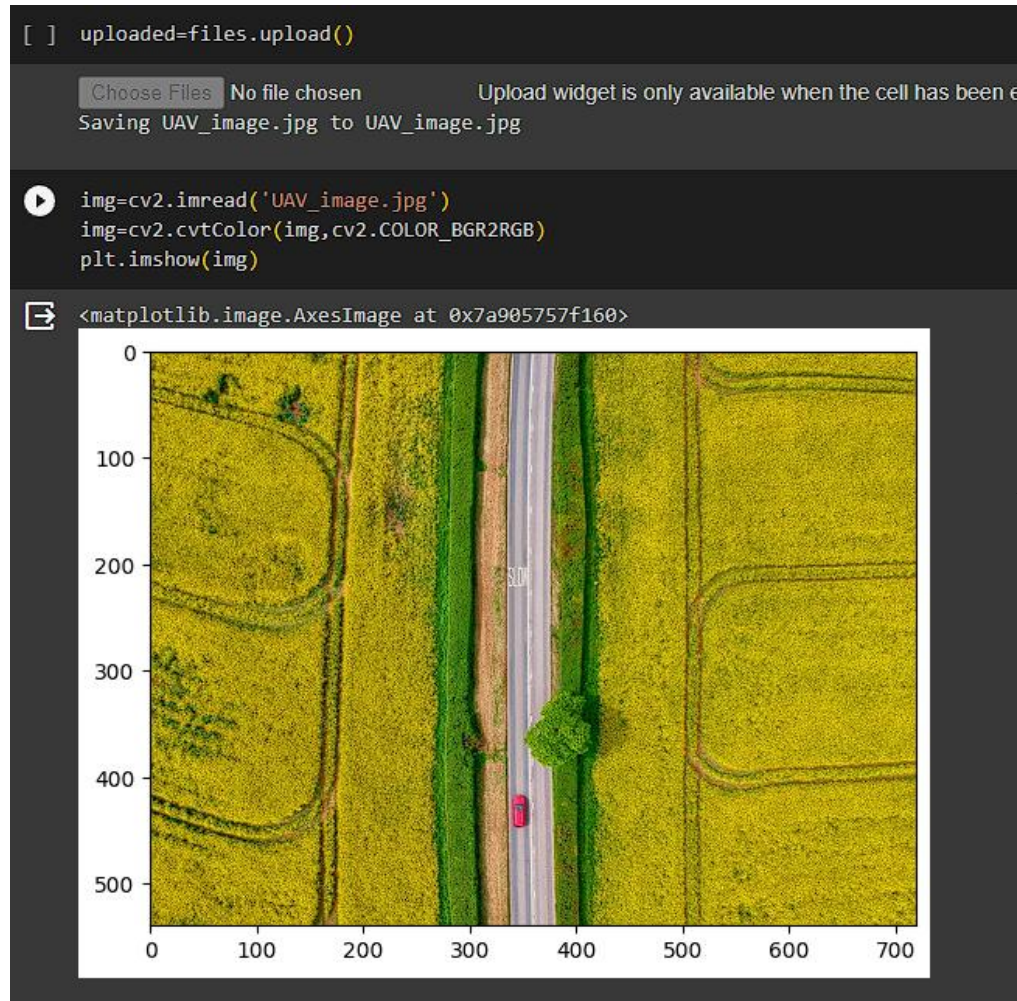 [ ] uploaded=files.upload()
Choose Files No file chosen Upload widget is only available when the cell has been e
Saving UAV_image.jpg to UAV_image.jpg
img=cv2.imread('UAV_image.jpg')
img=cv2.cvtColor(img,cv2.COLOR_BGR2RGB)
plt.imshow(img)
<matplotlib.image.AxesImage at 0x7a905757f160>
0
100
200
SLOW
300
400
500
0 100 200 300 400 500 600 700